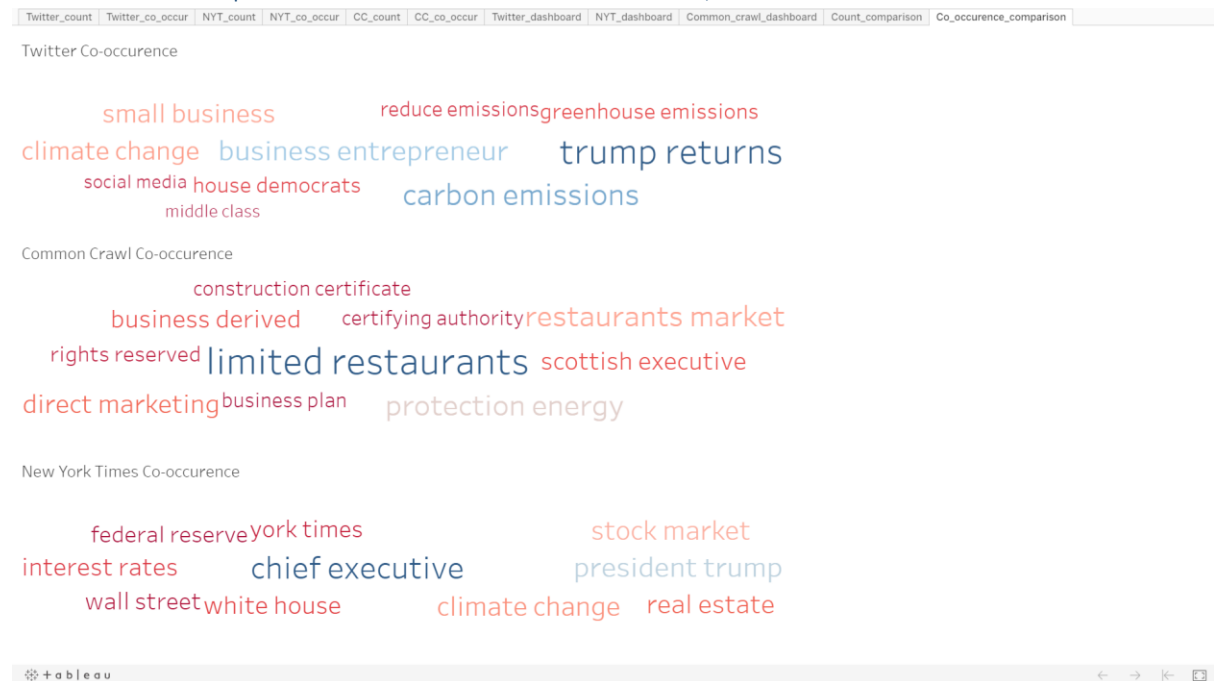 Twitter_count Twitter_co_occur NYT_count NYT_co_occur CC_count CC_co_occur Twitter_dashboard NYT_dashboard Common_crawl_dashboard Count_comparison Co_occurence_comparison
Twitter Co-occurence
small business reduce emissions greenhouse emissions
climate change business entrepreneur trump returns
social media house democrats carbon emissions
middle class
Common Crawl Co-occurence
construction certificate
business derived certifying authority restaurants market
rights reserved limited restaurants scottish executive
direct marketing business plan protection energy
New York Times Co-occurence
federal reserve york times stock market
interest rates chief executive president trump
wall street white house climate change real estate
+ableau